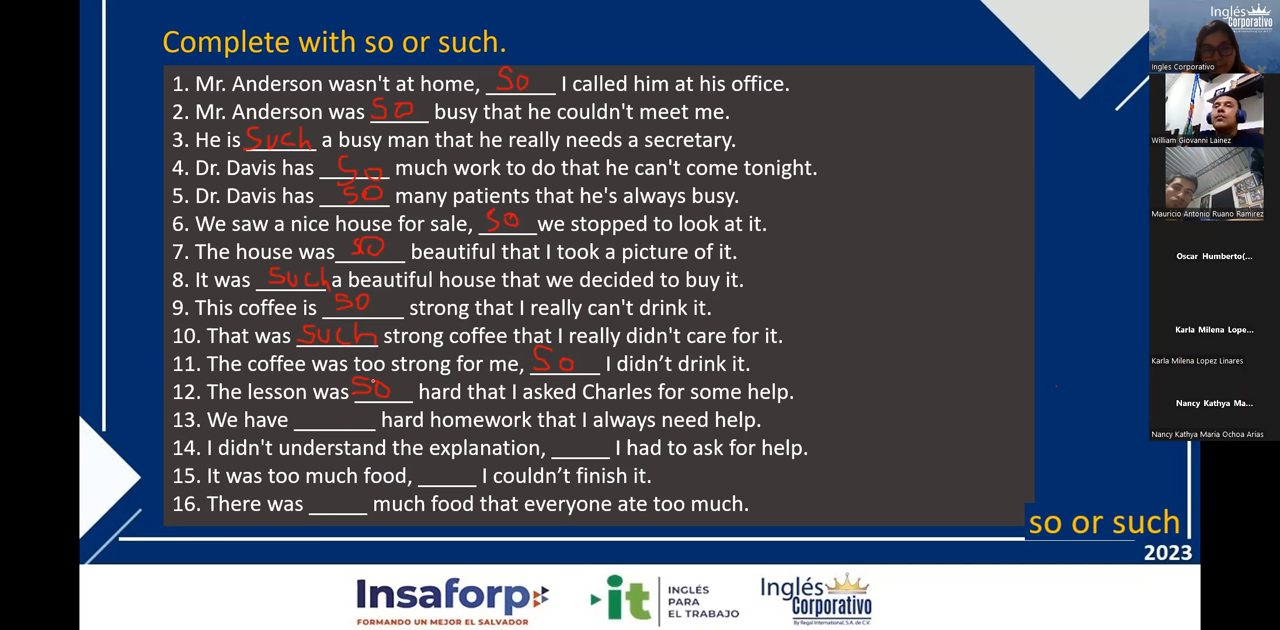 Complete with so or such.
1. Mr. Anderson wasn't at home, so I called him at his office.
2. Mr. Anderson was so busy that he couldn't meet me.
3. He is such a busy man that he really needs a secretary.
4. Dr. Davis has so much work to do that he can't come tonight.
5. Dr. Davis has so many patients that he's always busy.
6. We saw a nice house for sale, so we stopped to look at it.
7. The house was so beautiful that I took a picture of it.
8. It was such a beautiful house that we decided to buy it.
9. This coffee is so strong that I really can't drink it.
10. That was such strong coffee that I really didn't care for it.
11. The coffee was too strong for me, so I didn’t drink it.
12. The lesson was so hard that I asked Charles for some help.
13. We have ________ hard homework that I always need help.
14. I didn't understand the explanation, _____ I had to ask for help.
15. It was too much food, _____ I couldn’t finish it.
16. There was _____ much food that everyone ate too much.
so or such
2023
Insaforp
FORMANDO UN MEJOR EL SALVADOR
it
INGLÉS
PARA
EL TRABAJO
Inglés
Corporativo
By Regal International, S.A. de C.V.
Inglés
Corporativo
Ingles Corporativo
William Giovanni Lainez
Mauricio Antonio Ruano Ramirez
Oscar Humberto(...
Karla Milena Lope...
Karla Milena Lopez Linares
Nancy Kathya Ma...
Nancy Kathya Maria Ochoa Arias